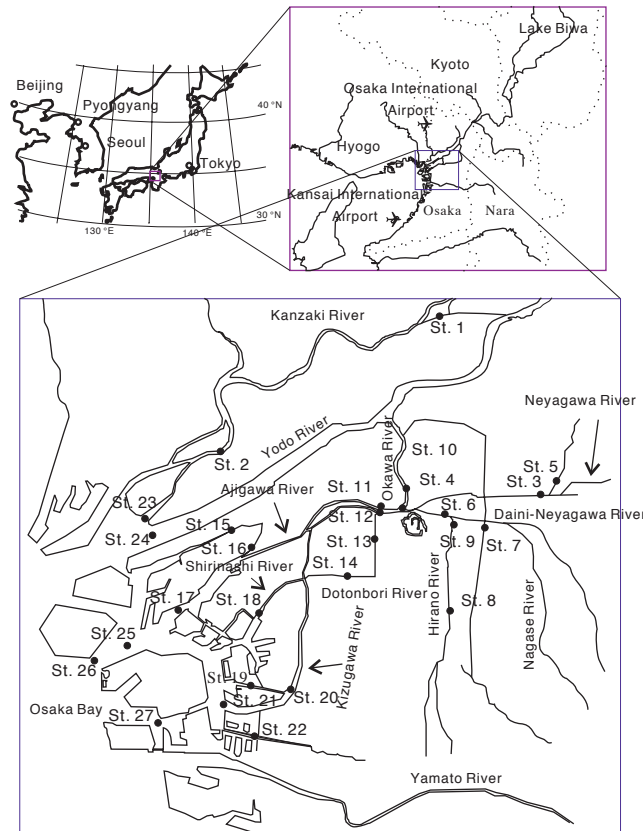 Lake Biwa
Kyoto
Beijing
Osaka International
Airport
40 °N
Pyongyang
Seoul
Hyogo
Tokyo
Kansai International
Airport
Osaka
Nara
30 °N
130 °E
140 °E
Kanzaki River
St. 1
Neyagawa River
Yodo River
Okawa River
St. 10
St. 2
St. 5
St. 4
St. 3
Ajigawa River
St. 11
St. 23
St. 15
St. 12
St. 6
Daini-Neyagawa River
St. 24
St. 16
St. 13
St. 9
St. 7
Shirinashi River
St. 14
Dotonbori River
St. 17
St. 18
St. 8
Hirano River
Nagase River
St. 25
St. 26
Kizugawa River
St. 19
St. 20
St. 21
Osaka Bay
St. 27
St. 22
Yamato River